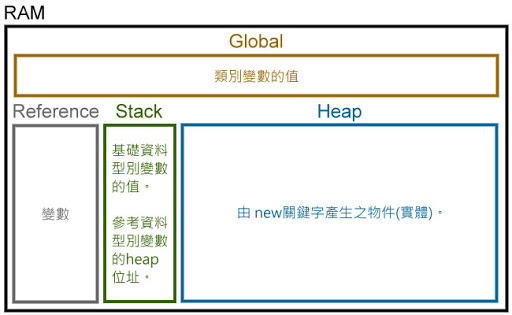 RAM
Global
類別變數的值
Reference
Stack
Heap
變數
基礎資料
型別變數
的值。
參考資料
型別變數
的heap
位址。
由 new關鍵字產生之物件(實體)。